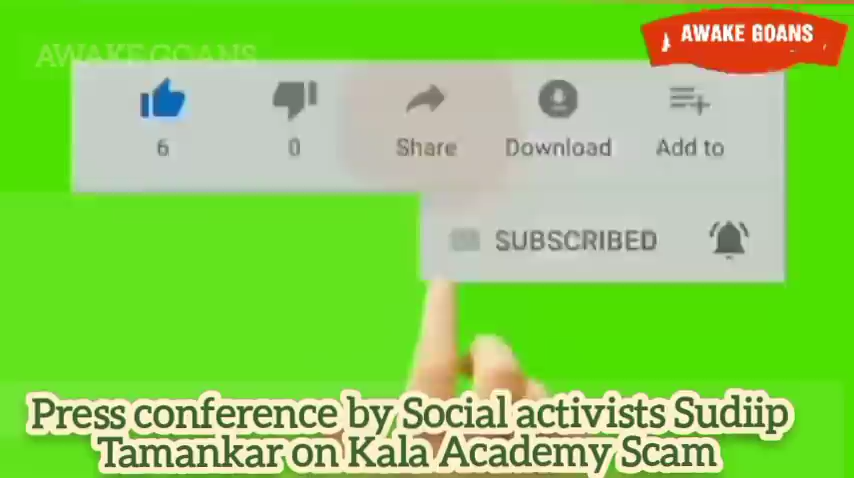 AWAKE GOANS
AWAKE GOANS
6
0
Share
Download
Add to
SUBSCRIBED
Press conference by Social activists Sudiip
Tamankar on Kala Academy Scam